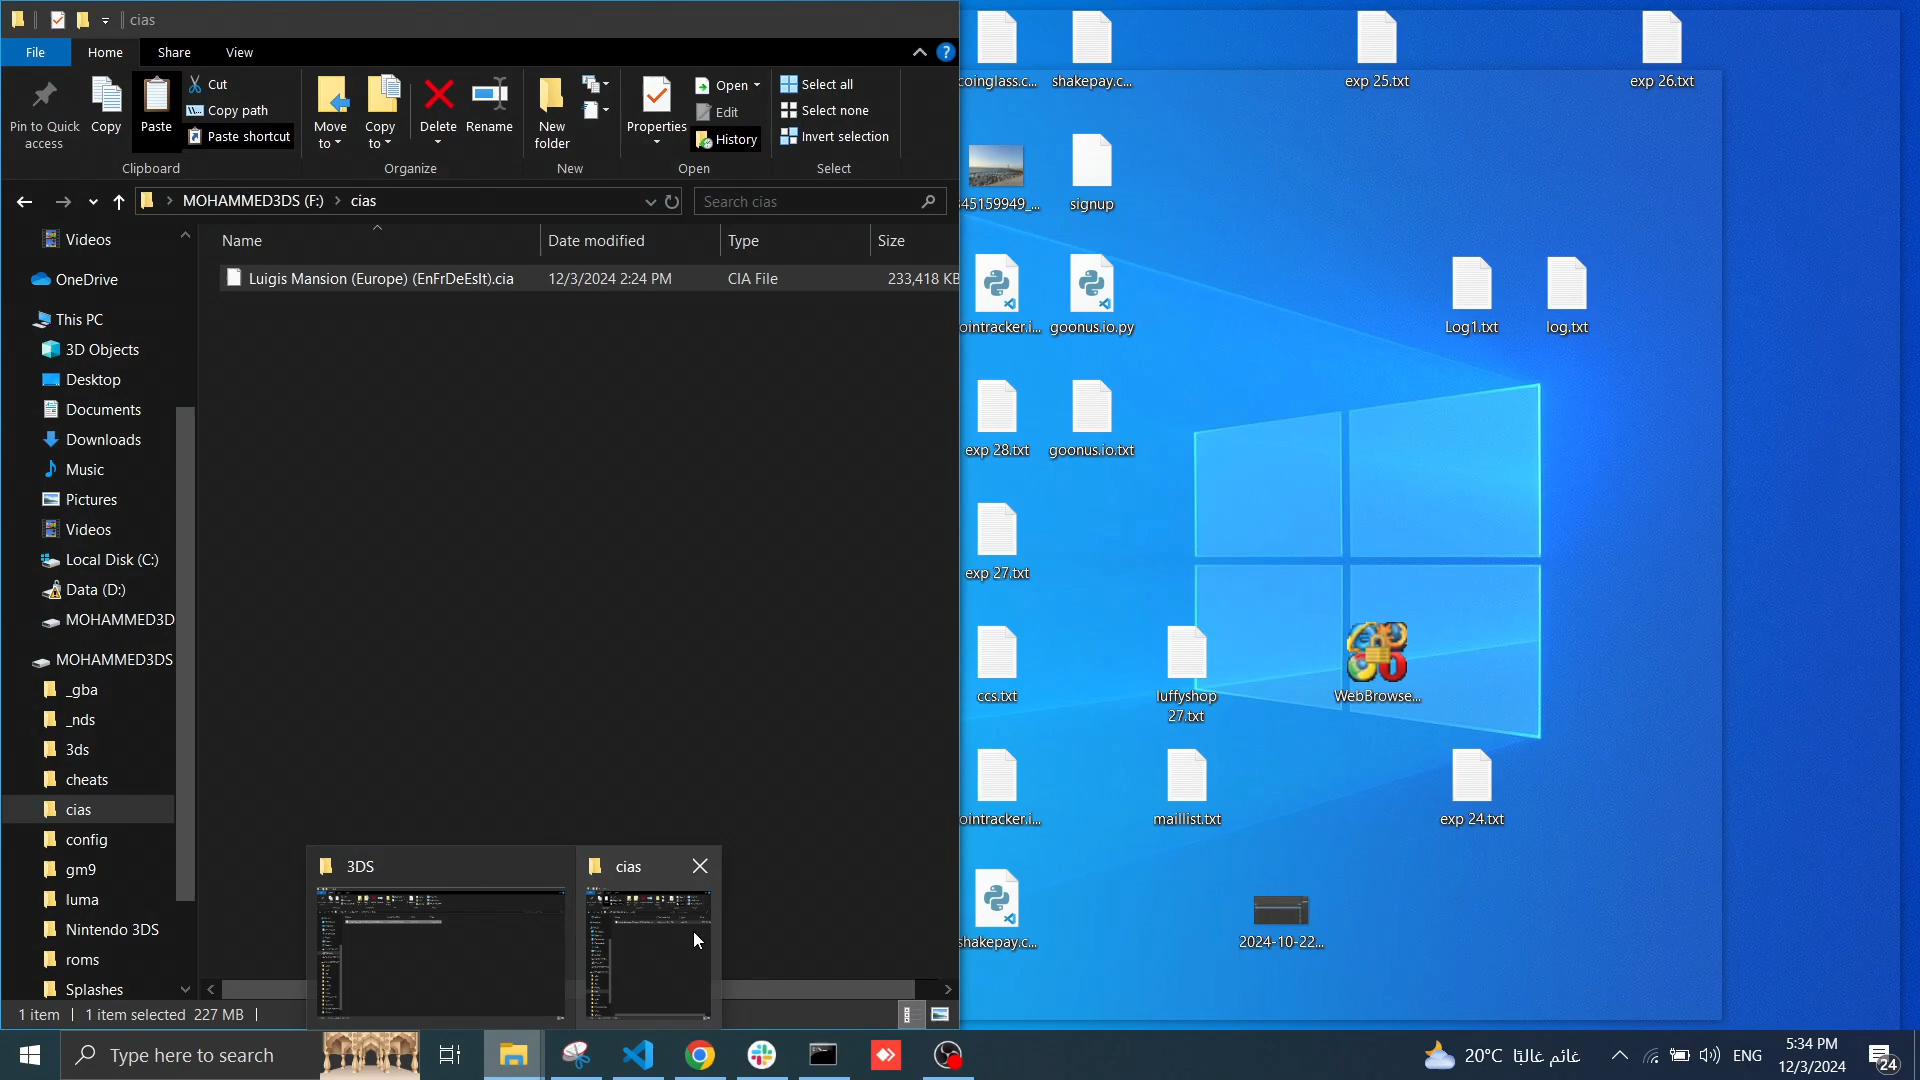 cias
File
Home
Share
View
Pin to Quick access
Copy
Paste
Cut
Copy path
Paste shortcut
Clipboard
Move to
Copy to
Delete
Rename
Organize
New folder
New
Properties
Open
Edit
History
Open
Select all
Select none
Invert selection
Select
MOHAMMED3DS (F:)
cias
Search cias
Name
Date modified
Type
Size
Luigis Mansion (Europe) (EnFrDeEsIt).cia
12/3/2024 2:24 PM
CIA File
233,418 KB
Videos
OneDrive
This PC
3D Objects
Desktop
Documents
Downloads
Music
Pictures
Videos
Local Disk (C:)
Data (D:)
MOHAMMED3D
MOHAMMED3DS
_gba
_nds
3ds
cheats
cias
config
gm9
luma
Nintendo 3DS
roms
Splashes
3DS
cias
1 item
1 item selected 227 MB
coinglass.c...
shakepay.c...
exp 25.txt
exp 26.txt
345159949_...
signup
ointracker.i...
goonus.io.py
Log1.txt
log.txt
exp 28.txt
goonus.io.txt
exp 27.txt
ccs.txt
luffyshop 27.txt
WebBrowse...
ointracker.i...
maillist.txt
exp 24.txt
shakepay.c...
2024-10-22...
Type here to search
20°C
غائم غالبًا
ENG
5:34 PM
12/3/2024
24